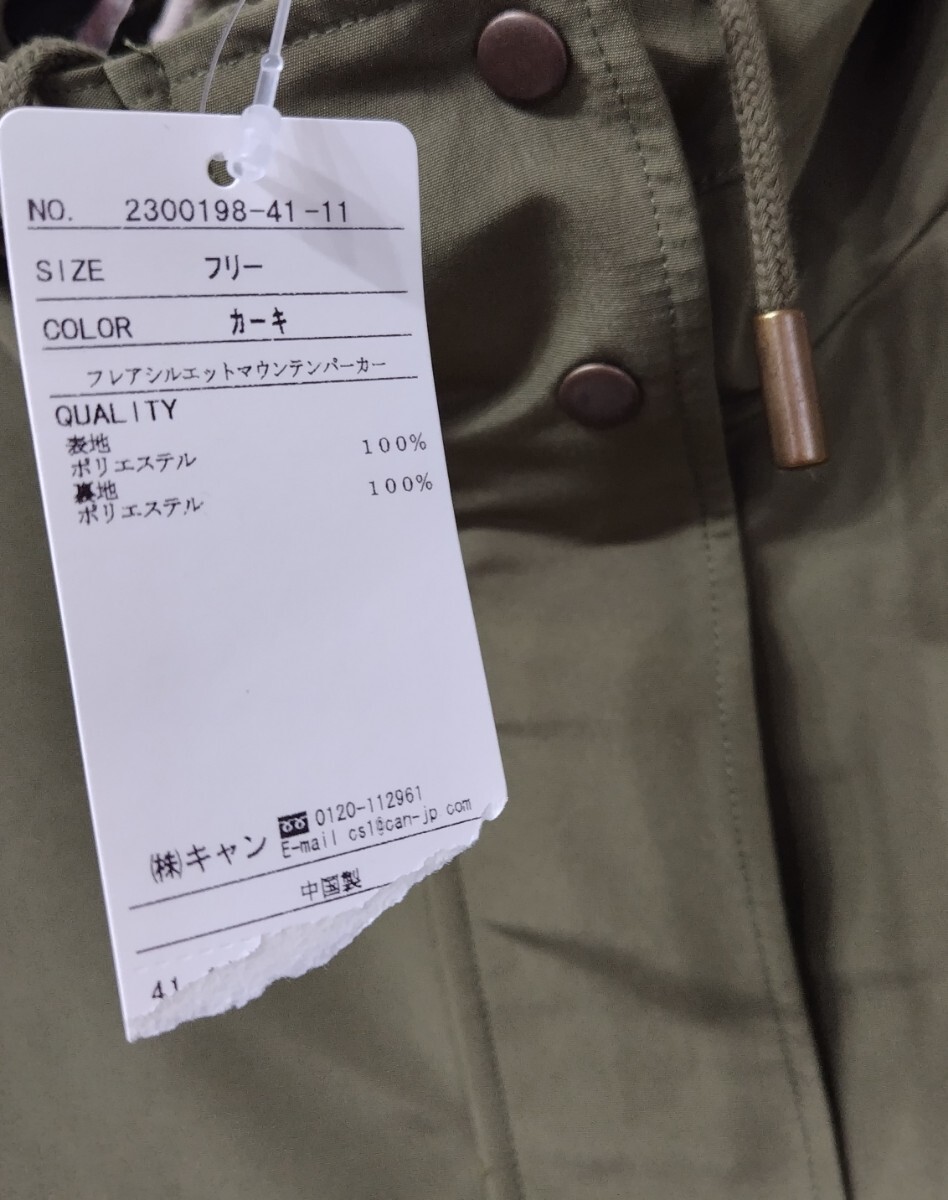 NO. 2300198-41-11
SIZE フリー
COLOR カーキ
フレアシルエットマウンテンパーカー
QUALITY
表地
ポリエステル 100%
裏地
ポリエステル 100%
㈱キャン 0120-112961
E-mail cs1@can-jp.com
中国製
41